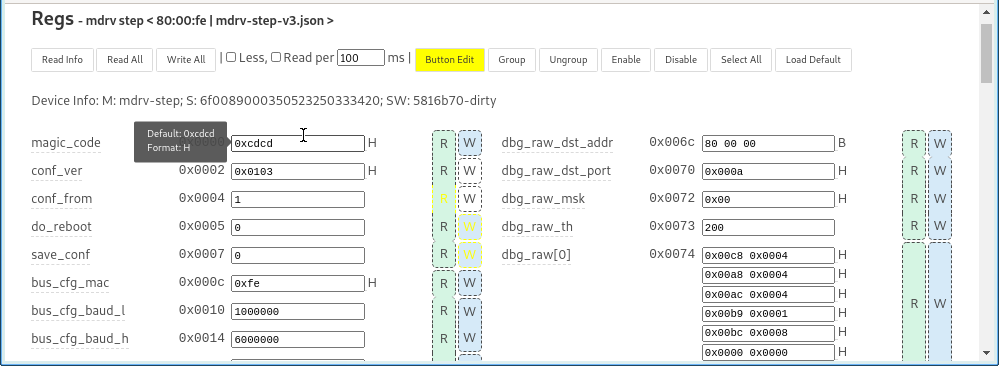 Regs - mdrv step < 80:00:fe | mdrv-step-v3.json >
Read Info Read All Write All | Less, Read per 100 ms | Button Edit Group Ungroup Enable Disable Select All Load Default
Device Info: M: mdrv-step; S: 6f0089000350523250333420; SW: 5816b70-dirty
Default: 0xcdcd
Format: H
magic_code 0xcdcd H R W
conf_ver 0x0002 0x0103 H R W
conf_from 0x0004 1 R W
do_reboot 0x0005 0 R W
save_conf 0x0007 0 R W
bus_cfg_mac 0x000c 0xfe H R W
bus_cfg_baud_l 0x0010 1000000 R W
bus_cfg_baud_h 0x0014 6000000 R W
dbg_raw_dst_addr 0x006c 80 00 00 B R W
dbg_raw_dst_port 0x0070 0x000a H R W
dbg_raw_msk 0x0072 0x00 H R W
dbg_raw_th 0x0073 200 R W
dbg_raw[0] 0x0074 0x00c8 0x0004 H
0x00a8 0x0004 H
0x00ac 0x0004 H
0x00b9 0x0001 H R W
0x00bc 0x0008 H
0x0000 0x0000 H